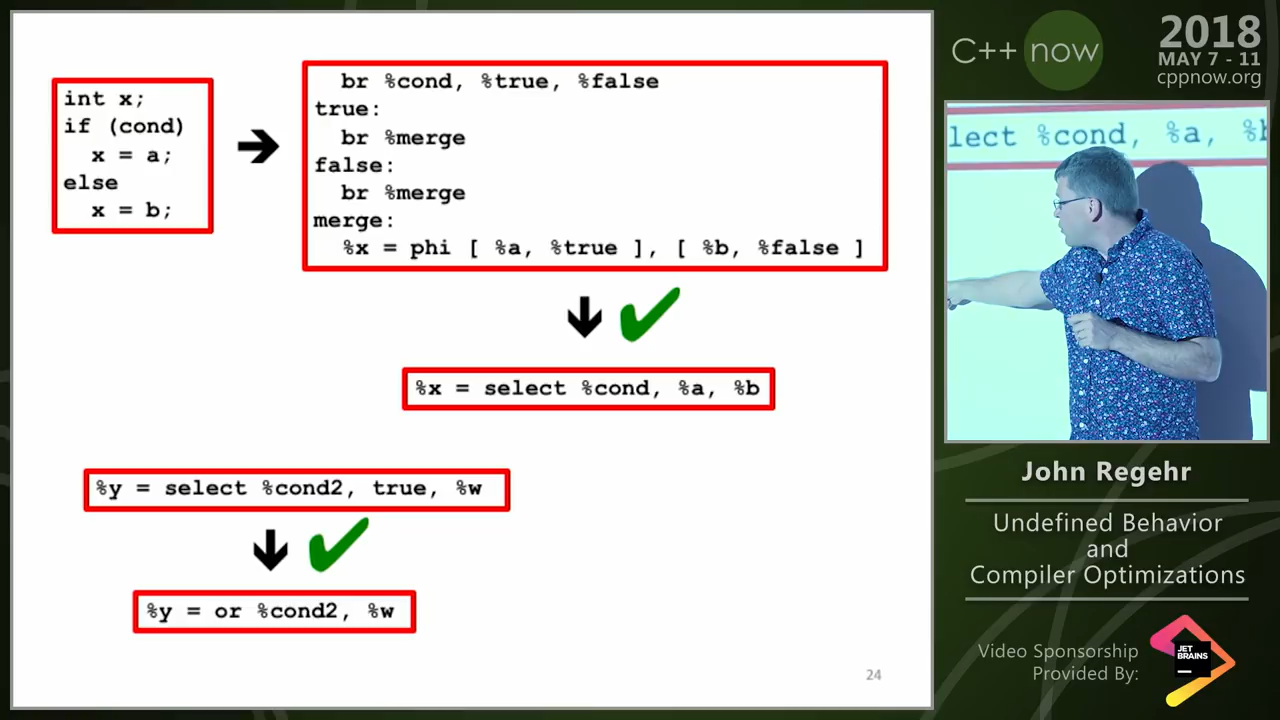 int x;
if (cond)
  x = a;
else
  x = b;
  br %cond, %true, %false
true:
  br %merge
false:
  br %merge
merge:
  %x = phi [ %a, %true ], [ %b, %false ]
%x = select %cond, %a, %b
%y = select %cond2, true, %w
%y = or %cond2, %w
24
C++ now
2018
MAY 7 - 11
cppnow.org
lect %cond, %a, %b
John Regehr
Undefined Behavior
and
Compiler Optimizations
Video Sponsorship
Provided By:
JET
BRAINS